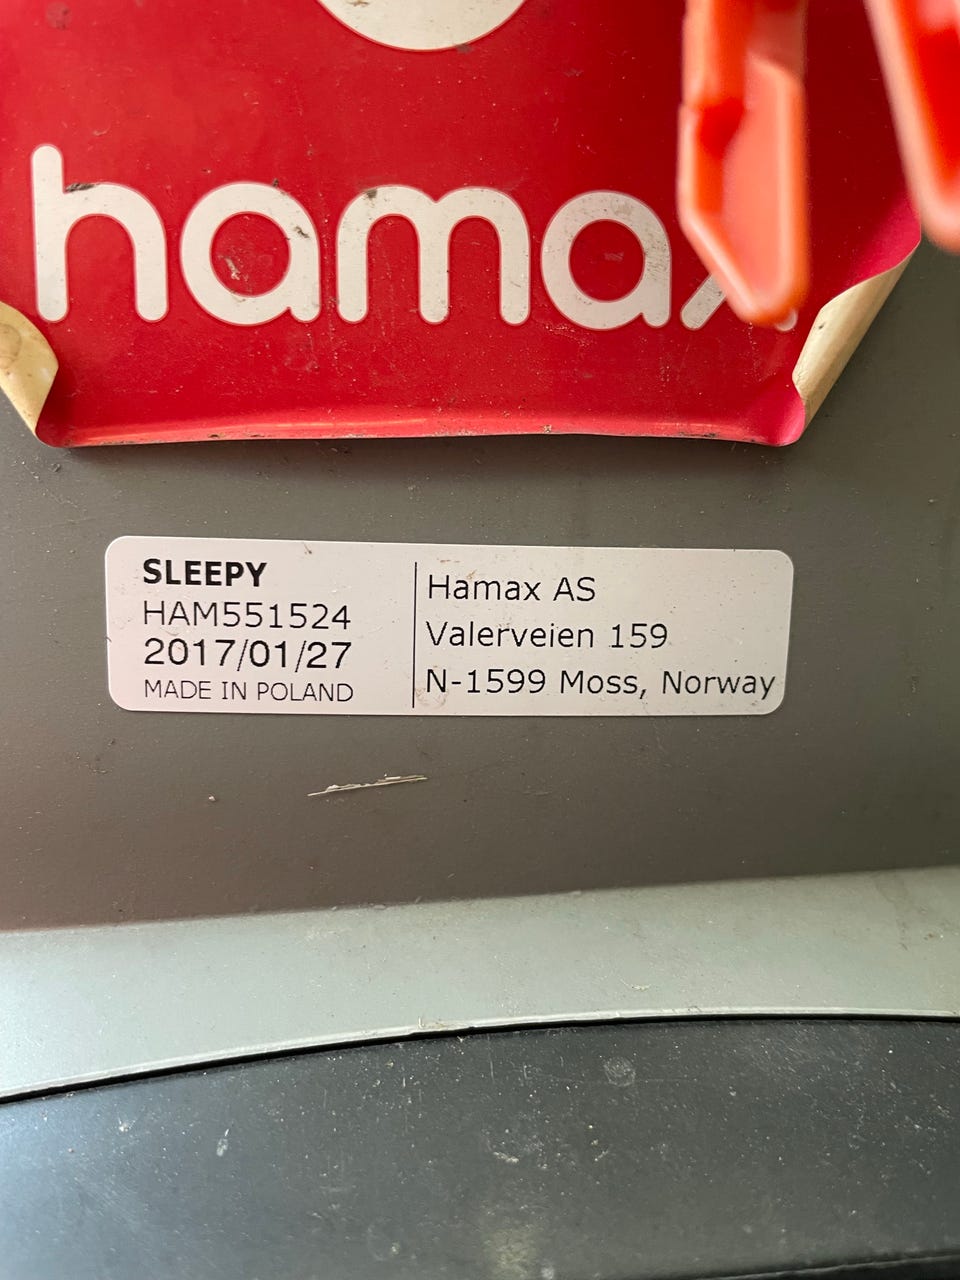 hamax
SLEEPY
HAM551524
2017/01/27
MADE IN POLAND
Hamax AS
Valerveien 159
N-1599 Moss, Norway